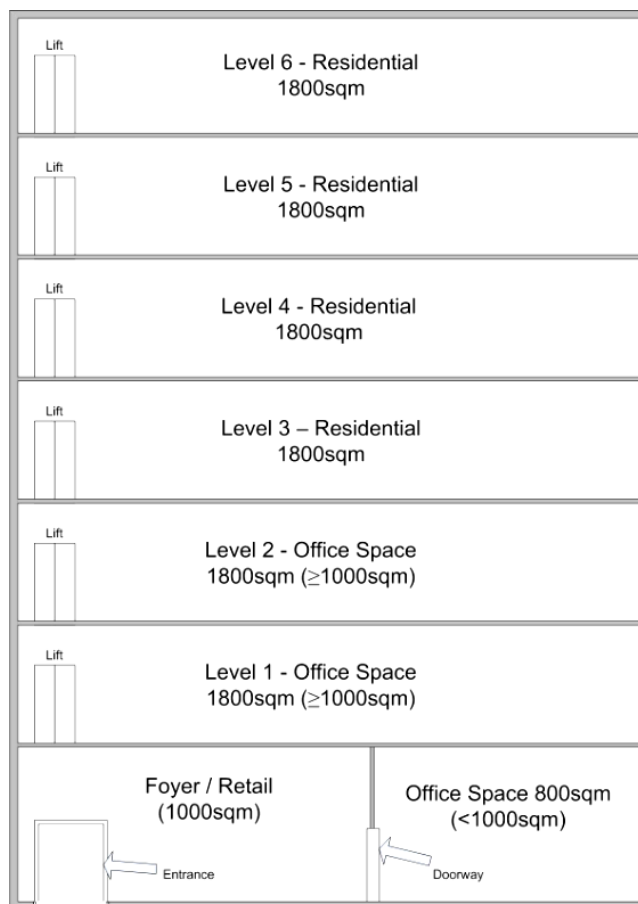 Lift
Level 6 - Residential
1800sqm
Lift
Level 5 - Residential
1800sqm
Lift
Level 4 - Residential
1800sqm
Lift
Level 3 – Residential
1800sqm
Lift
Level 2 - Office Space
1800sqm (≥1000sqm)
Lift
Level 1 - Office Space
1800sqm (≥1000sqm)
Foyer / Retail
(1000sqm)
Office Space 800sqm
(<1000sqm)
Entrance
Doorway